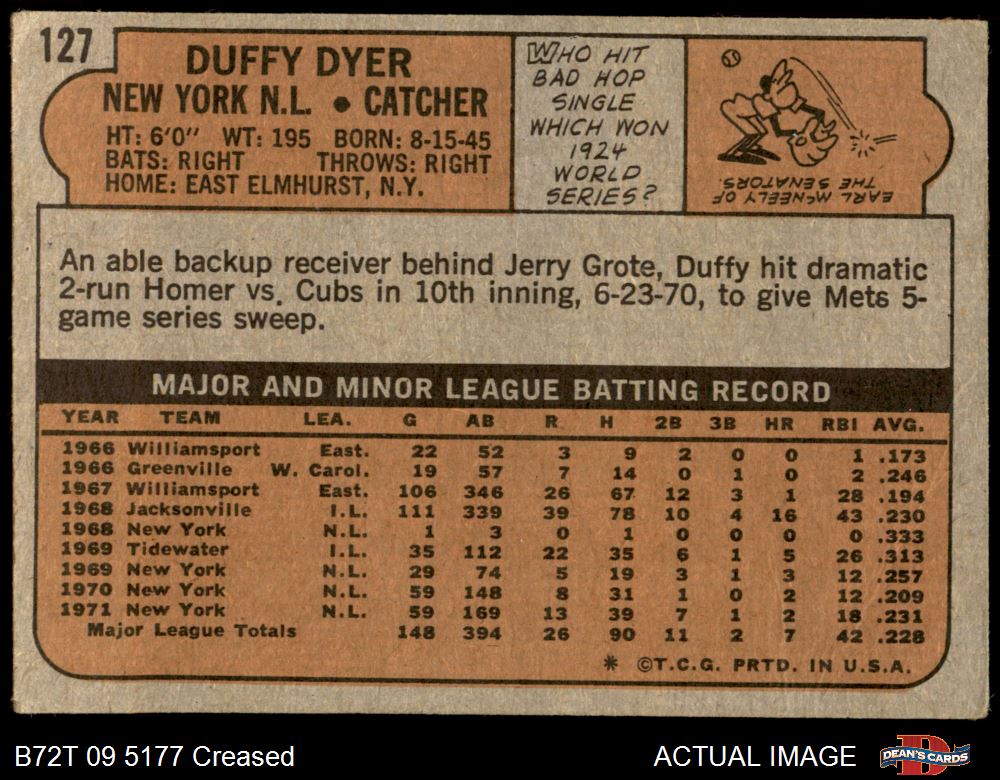 127
DUFFY DYER
NEW YORK N.L. • CATCHER
HT: 6'0" WT: 195 BORN: 8-15-45
BATS: RIGHT THROWS: RIGHT
HOME: EAST ELMHURST, N.Y.
WHO HIT
BAD HOP
SINGLE
WHICH WON
1924
WORLD
SERIES?
EARL McNEELY OF
THE SENATORS.
An able backup receiver behind Jerry Grote, Duffy hit dramatic
2-run Homer vs. Cubs in 10th inning, 6-23-70, to give Mets 5-
game series sweep.
MAJOR AND MINOR LEAGUE BATTING RECORD
YEAR TEAM LEA. G AB R H 2B 3B HR RBI AVG.
1966 Williamsport East. 22 52 3 9 2 0 0 1 .173
1966 Greenville W. Carol. 19 57 7 14 0 1 0 2 .246
1967 Williamsport East. 106 346 26 67 12 3 1 28 .194
1968 Jacksonville I.L. 111 339 39 78 10 4 16 43 .230
1968 New York N.L. 1 3 0 1 0 0 0 0 .333
1969 Tidewater I.L. 35 112 22 35 6 1 5 26 .313
1969 New York N.L. 29 74 5 19 3 1 3 12 .257
1970 New York N.L. 59 148 8 31 1 0 2 12 .209
1971 New York N.L. 59 169 13 39 7 1 2 18 .231
Major League Totals 148 394 26 90 11 2 7 42 .228
* ©T.C.G. PRTD. IN U.S.A.
B72T 09 5177 Creased
ACTUAL IMAGE
DEAN'S CARDS